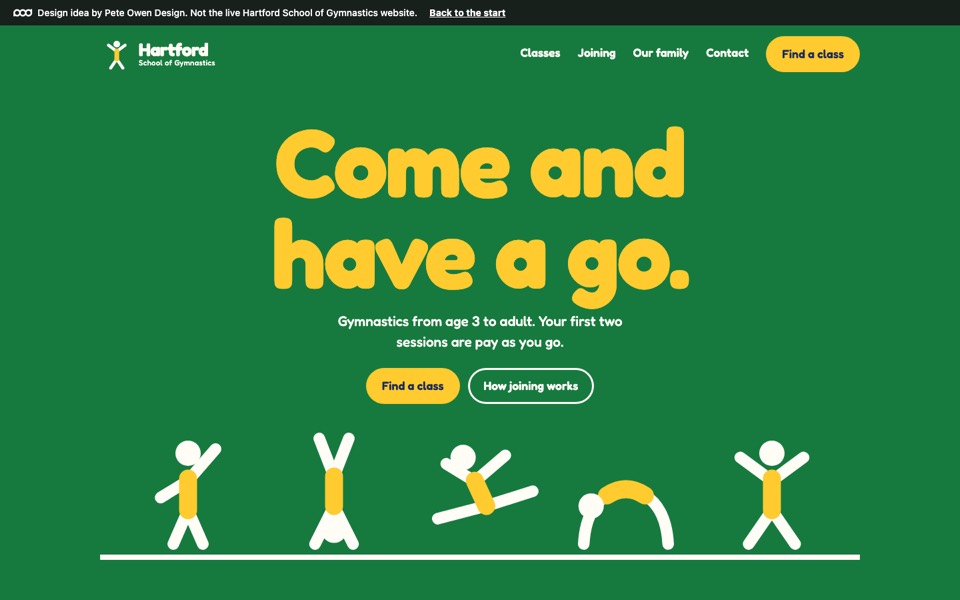 Design idea by Pete Owen Design. Not the live Hartford School of Gymnastics website. Back to the start
Hartford
School of Gymnastics
Classes Joining Our family Contact Find a class
Come and
have a go.
Gymnastics from age 3 to adult. Your first two
sessions are pay as you go.
Find a class How joining works